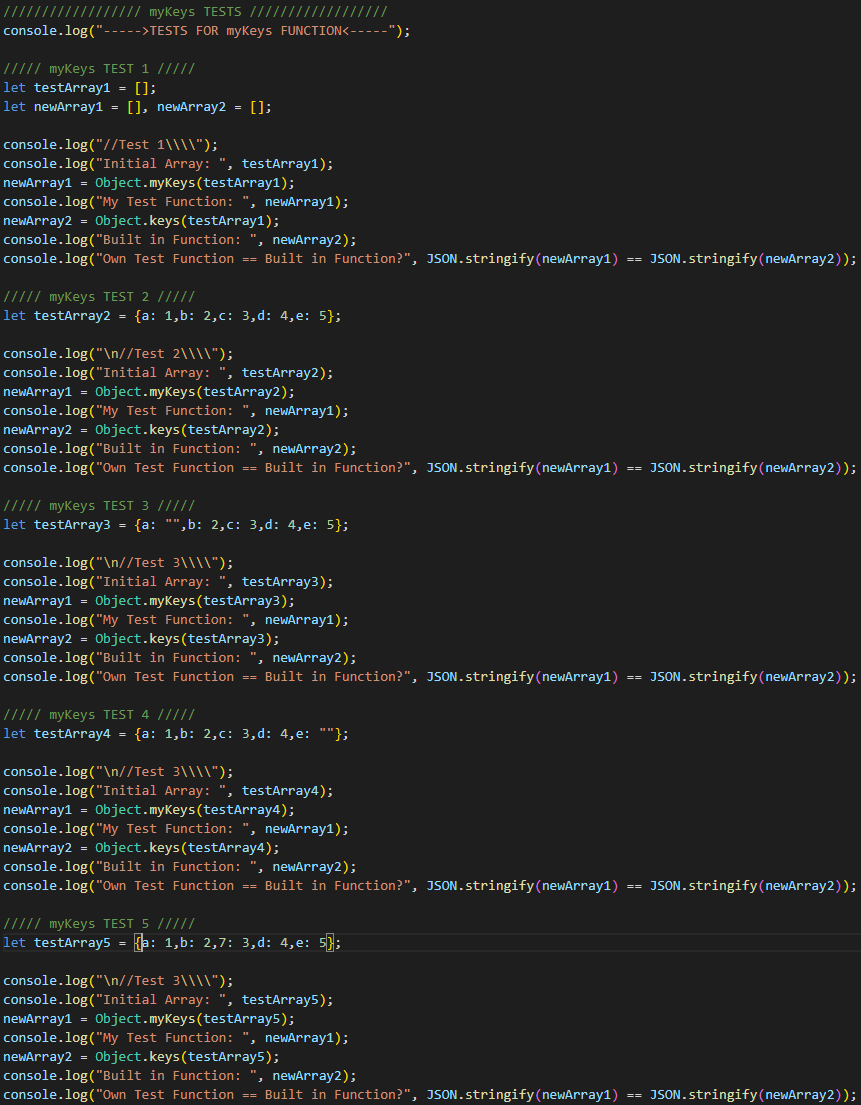 ////////////////// myKeys TESTS //////////////////
console.log("----->TESTS FOR myKeys FUNCTION<-----");
///// myKeys TEST 1 /////
let testArray1 = [];
let newArray1 = [], newArray2 = [];
console.log("//Test 1\\\\");
console.log("Initial Array: ", testArray1);
newArray1 = Object.myKeys(testArray1);
console.log("My Test Function: ", newArray1);
newArray2 = Object.keys(testArray1);
console.log("Built in Function: ", newArray2);
console.log("Own Test Function == Built in Function?", JSON.stringify(newArray1) == JSON.stringify(newArray2));
///// myKeys TEST 2 /////
let testArray2 = {a: 1,b: 2,c: 3,d: 4,e: 5};
console.log("\n//Test 2\\\\");
console.log("Initial Array: ", testArray2);
newArray1 = Object.myKeys(testArray2);
console.log("My Test Function: ", newArray1);
newArray2 = Object.keys(testArray2);
console.log("Built in Function: ", newArray2);
console.log("Own Test Function == Built in Function?", JSON.stringify(newArray1) == JSON.stringify(newArray2));
///// myKeys TEST 3 /////
let testArray3 = {a: "",b: 2,c: 3,d: 4,e: 5};
console.log("\n//Test 3\\\\");
console.log("Initial Array: ", testArray3);
newArray1 = Object.myKeys(testArray3);
console.log("My Test Function: ", newArray1);
newArray2 = Object.keys(testArray3);
console.log("Built in Function: ", newArray2);
console.log("Own Test Function == Built in Function?", JSON.stringify(newArray1) == JSON.stringify(newArray2));
///// myKeys TEST 4 /////
let testArray4 = {a: 1,b: 2,c: 3,d: 4,e: ""};
console.log("\n//Test 3\\\\");
console.log("Initial Array: ", testArray4);
newArray1 = Object.myKeys(testArray4);
console.log("My Test Function: ", newArray1);
newArray2 = Object.keys(testArray4);
console.log("Built in Function: ", newArray2);
console.log("Own Test Function == Built in Function?", JSON.stringify(newArray1) == JSON.stringify(newArray2));
///// myKeys TEST 5 /////
let testArray5 = {a: 1,b: 2,7: 3,d: 4,e: 5};
console.log("\n//Test 3\\\\");
console.log("Initial Array: ", testArray5);
newArray1 = Object.myKeys(testArray5);
console.log("My Test Function: ", newArray1);
newArray2 = Object.keys(testArray5);
console.log("Built in Function: ", newArray2);
console.log("Own Test Function == Built in Function?", JSON.stringify(newArray1) == JSON.stringify(newArray2));